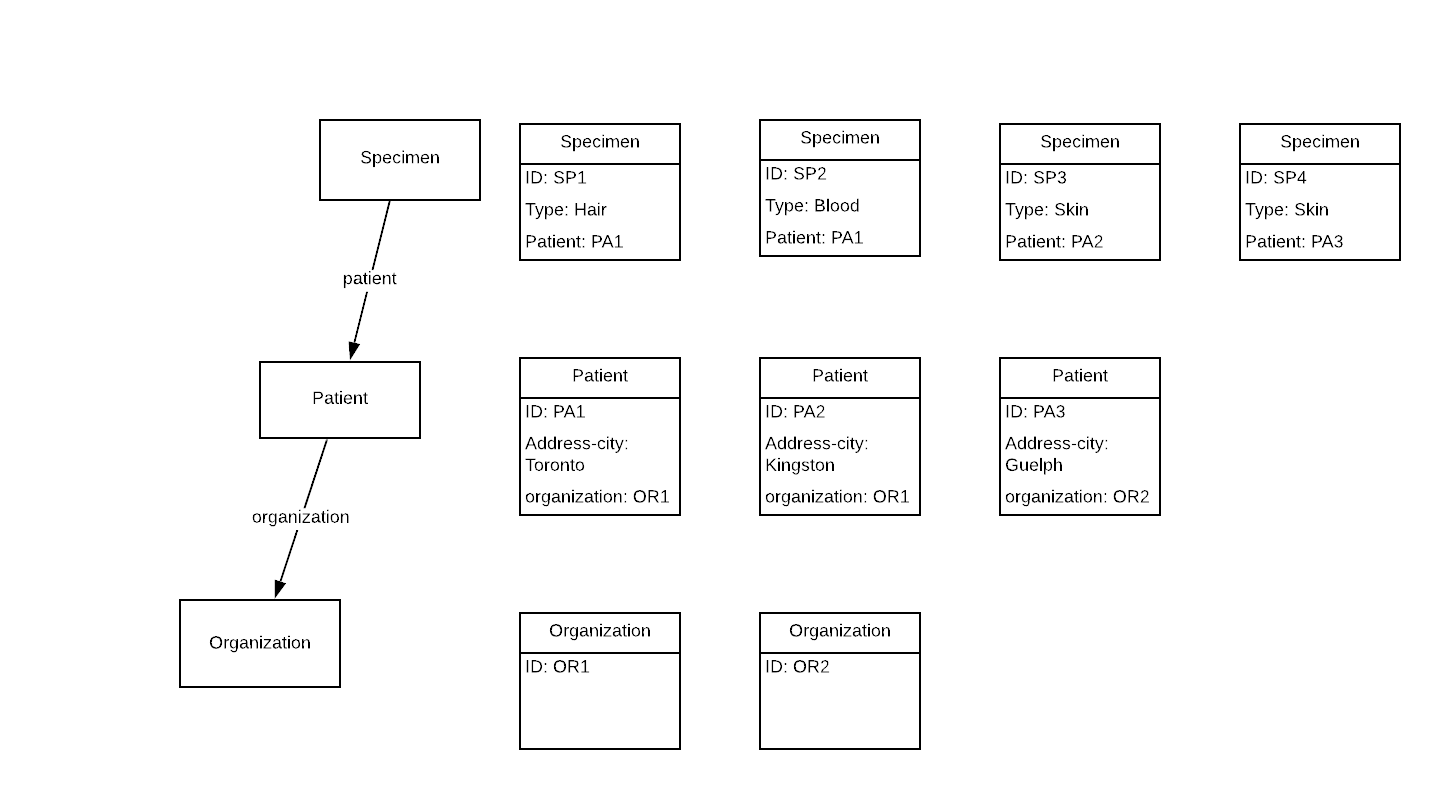 Specimen
patient
Patient
organization
Organization
Specimen
ID: SP1
Type: Hair
Patient: PA1
Specimen
ID: SP2
Type: Blood
Patient: PA1
Specimen
ID: SP3
Type: Skin
Patient: PA2
Specimen
ID: SP4
Type: Skin
Patient: PA3
Patient
ID: PA1
Address-city:
Toronto
organization: OR1
Patient
ID: PA2
Address-city:
Kingston
organization: OR1
Patient
ID: PA3
Address-city:
Guelph
organization: OR2
Organization
ID: OR1
Organization
ID: OR2